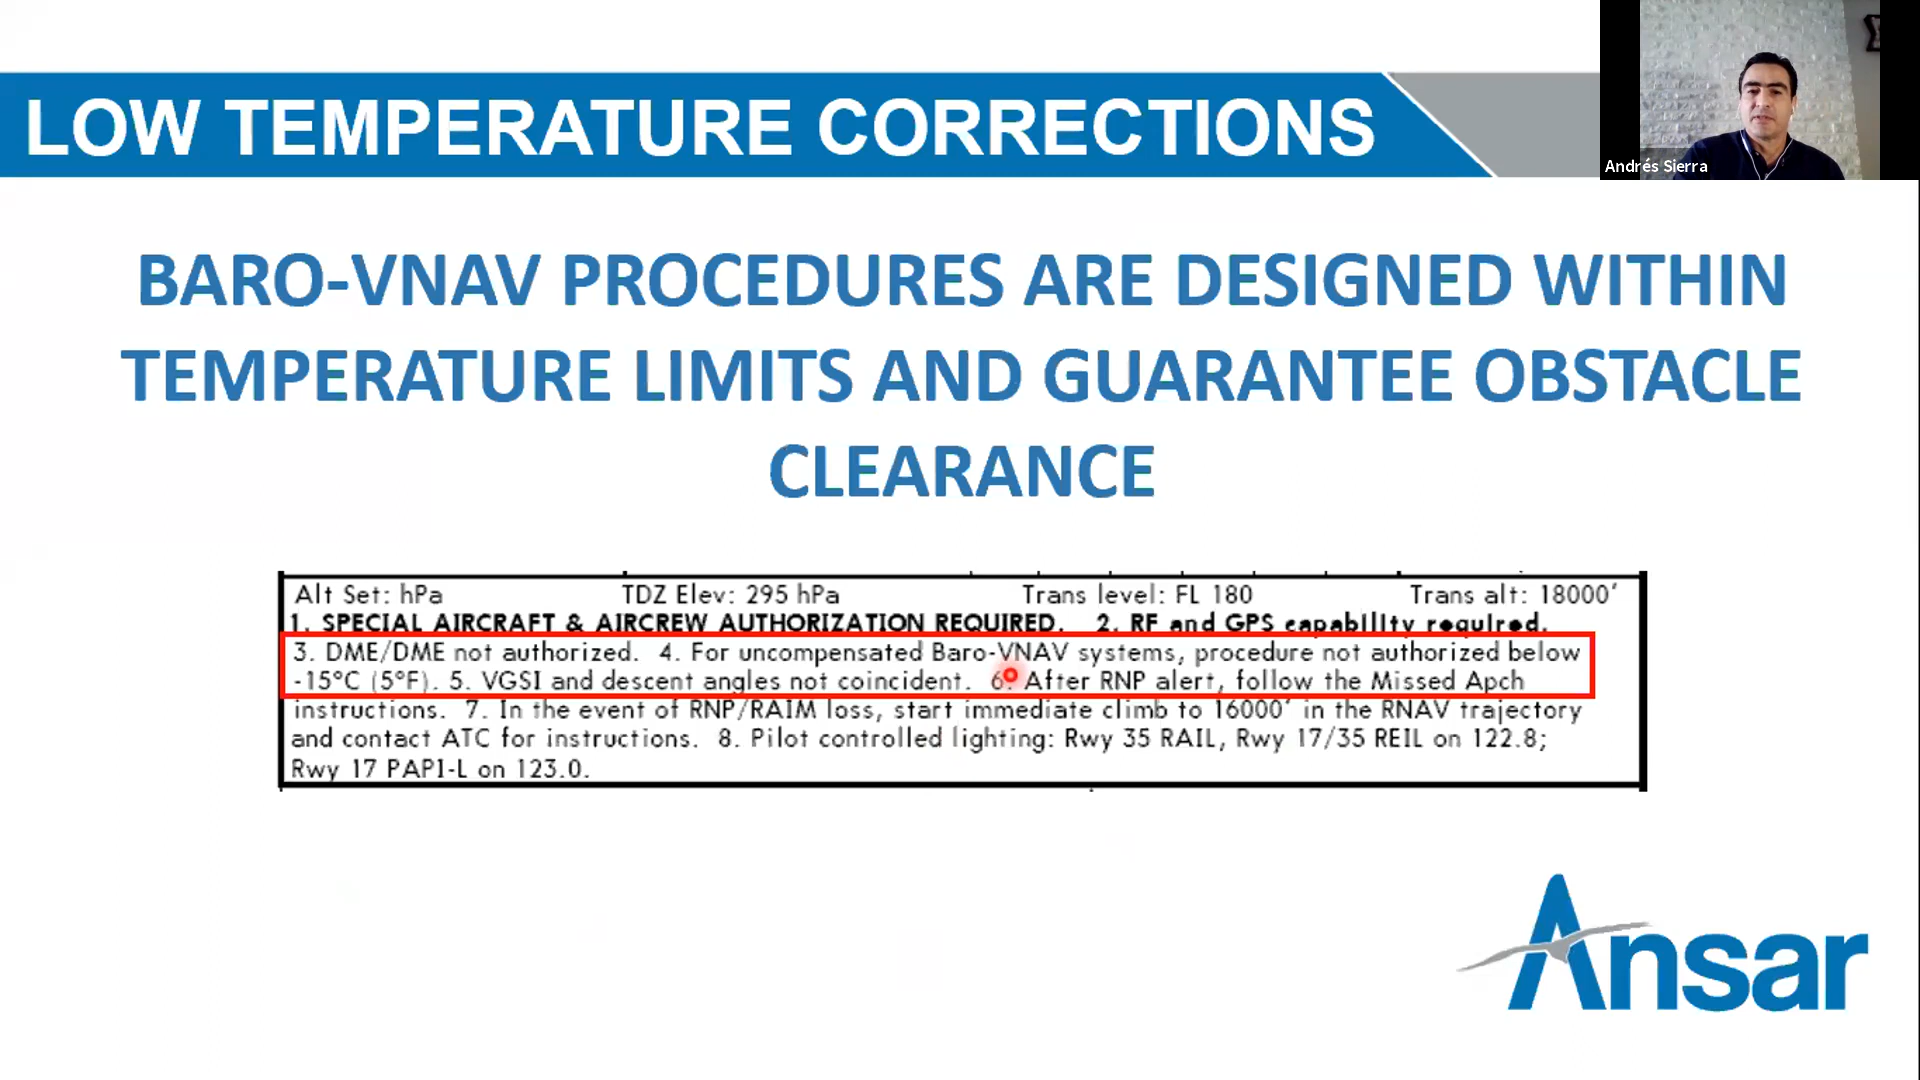 LOW TEMPERATURE CORRECTIONS
Andrés Sierra
BARO-VNAV PROCEDURES ARE DESIGNED WITHIN
TEMPERATURE LIMITS AND GUARANTEE OBSTACLE
CLEARANCE
Alt Set: hPa TDZ Elev: 295 hPa Trans level: FL 180 Trans alt: 18000'
1. SPECIAL AIRCRAFT & AIRCREW AUTHORIZATION REQUIRED. 2. RF and GPS capability required.
3. DME/DME not authorized. 4. For uncompensated Baro-VNAV systems, procedure not authorized below
-15°C (5°F). 5. VGSI and descent angles not coincident. 6. After RNP alert, follow the Missed Apch
instructions. 7. In the event of RNP/RAIM loss, start immediate climb to 16000' in the RNAV trajectory
and contact ATC for instructions. 8. Pilot controlled lighting: Rwy 35 RAIL, Rwy 17/35 REIL on 122.8;
Rwy 17 PAPI-L on 123.0.
Ansar